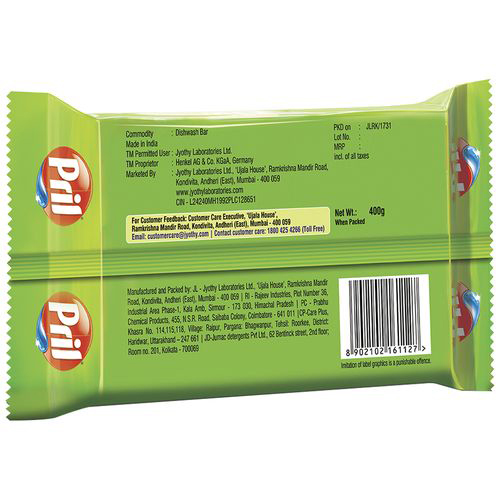 Commodity : Dishwash Bar
Made in India
TM Permitted User : Jyothy Laboratories Ltd.
TM Proprietor : Henkel AG & Co. KGaA, Germany
Marketed By : Jyothy Laboratories Ltd., 'Ujala House', Ramkrishna Mandir Road,
Kondivita, Andheri (East), Mumbai - 400 059
www.jyothylaboratories.com
CIN - L24240MH1992PLC128651
PKD on : JLRK/1731
Lot No :
MRP :
incl. of all taxes
For Customer Feedback: Customer Care Executive, 'Ujala House',
Ramkrishna Mandir Road, Kondivita, Andheri (East), Mumbai - 400 059
Email: customercare@jyothy.com | Contact customer care: 1800 425 4266 (Toll Free)
Net Wt.: 400g
When Packed
Pril
Pril
Manufactured and Packed by: JL - Jyothy Laboratories Ltd., 'Ujala House', Ramkrishna Mandir
Road, Kondivita, Andheri (East), Mumbai - 400 059 | RI - Rajeev Industries, Plot Number 36,
Industrial Area Phase-1, Kala Amb, Sirmour - 173 030, Himachal Pradesh | PC - Prabhu
Chemical Products, 455, N.S.R. Road, Saibaba Colony, Coimbatore - 641 011 |CP-Care Plus,
Khasra No. 114,115,118, Village: Raipur, Pargana: Bhagwanpur, Tehsil: Roorkee, District:
Haridwar, Uttarakhand – 247 661 | JD-Jumac detergents Pvt Ltd., 62 Bentinck street, 2nd floor,
room no. 201, Kolkata - 700069
8 902102 161127 >
Imitation of label graphics is a punishable offence.